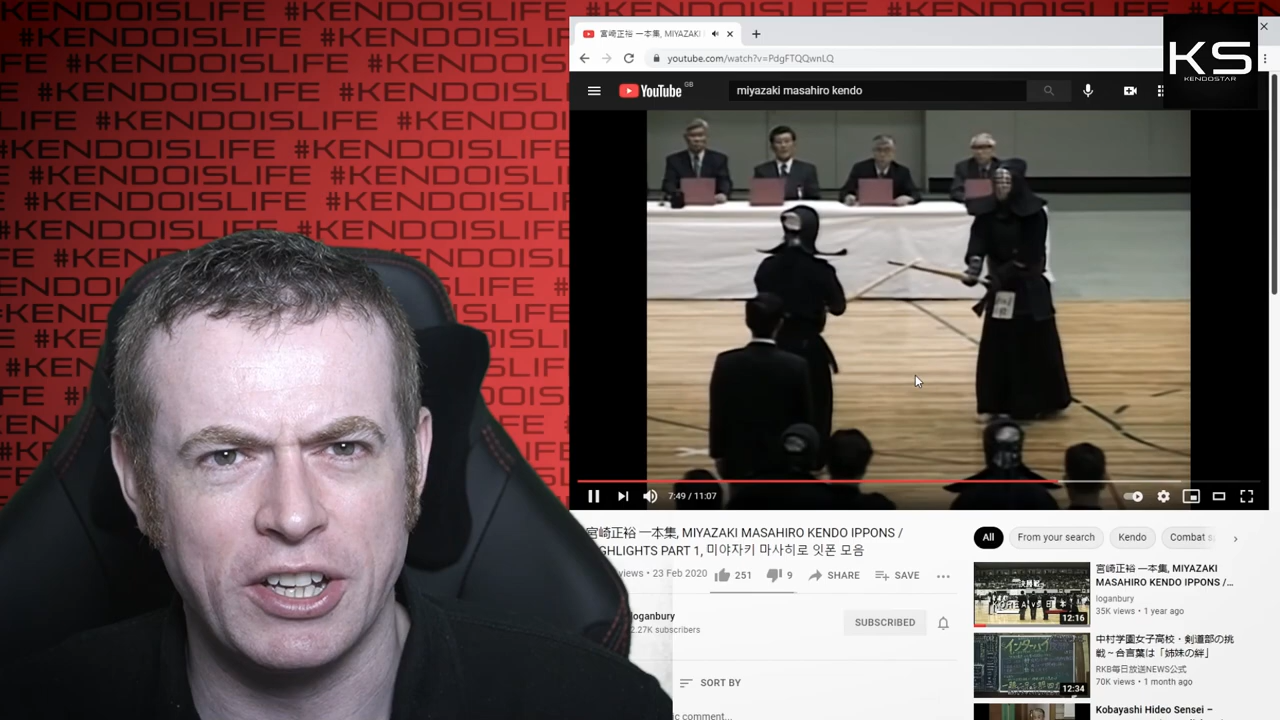 #KENDOISLIFE #KENDOISLIFE #KENDOISLIFE
宮崎正裕 一本集, MIYAZAKI
youtube.com/watch?v=PdgFTQQwnLQ
KS
KENDOSTAR
YouTube GB
miyazaki masahiro kendo
7:49 / 11:07
宮崎正裕 一本集, MIYAZAKI MASAHIRO KENDO IPPONS /
GHLIGHTS PART 1, 미야자키 마사히로 잇폰 모음
views • 23 Feb 2020
251
9
SHARE
SAVE
loganbury
2.27K subscribers
SUBSCRIBED
SORT BY
ic comment...
All
From your search
Kendo
Combat s
宮崎正裕 一本集, MIYAZAKI
MASAHIRO KENDO IPPONS /...
loganbury
35K views • 1 year ago
12:16
中村学園女子高校・剣道部の挑
戦～合言葉は「姉妹の絆」
RKB毎日放送NEWS公式
70K views • 1 month ago
12:34
Kobayashi Hideo Sensei –